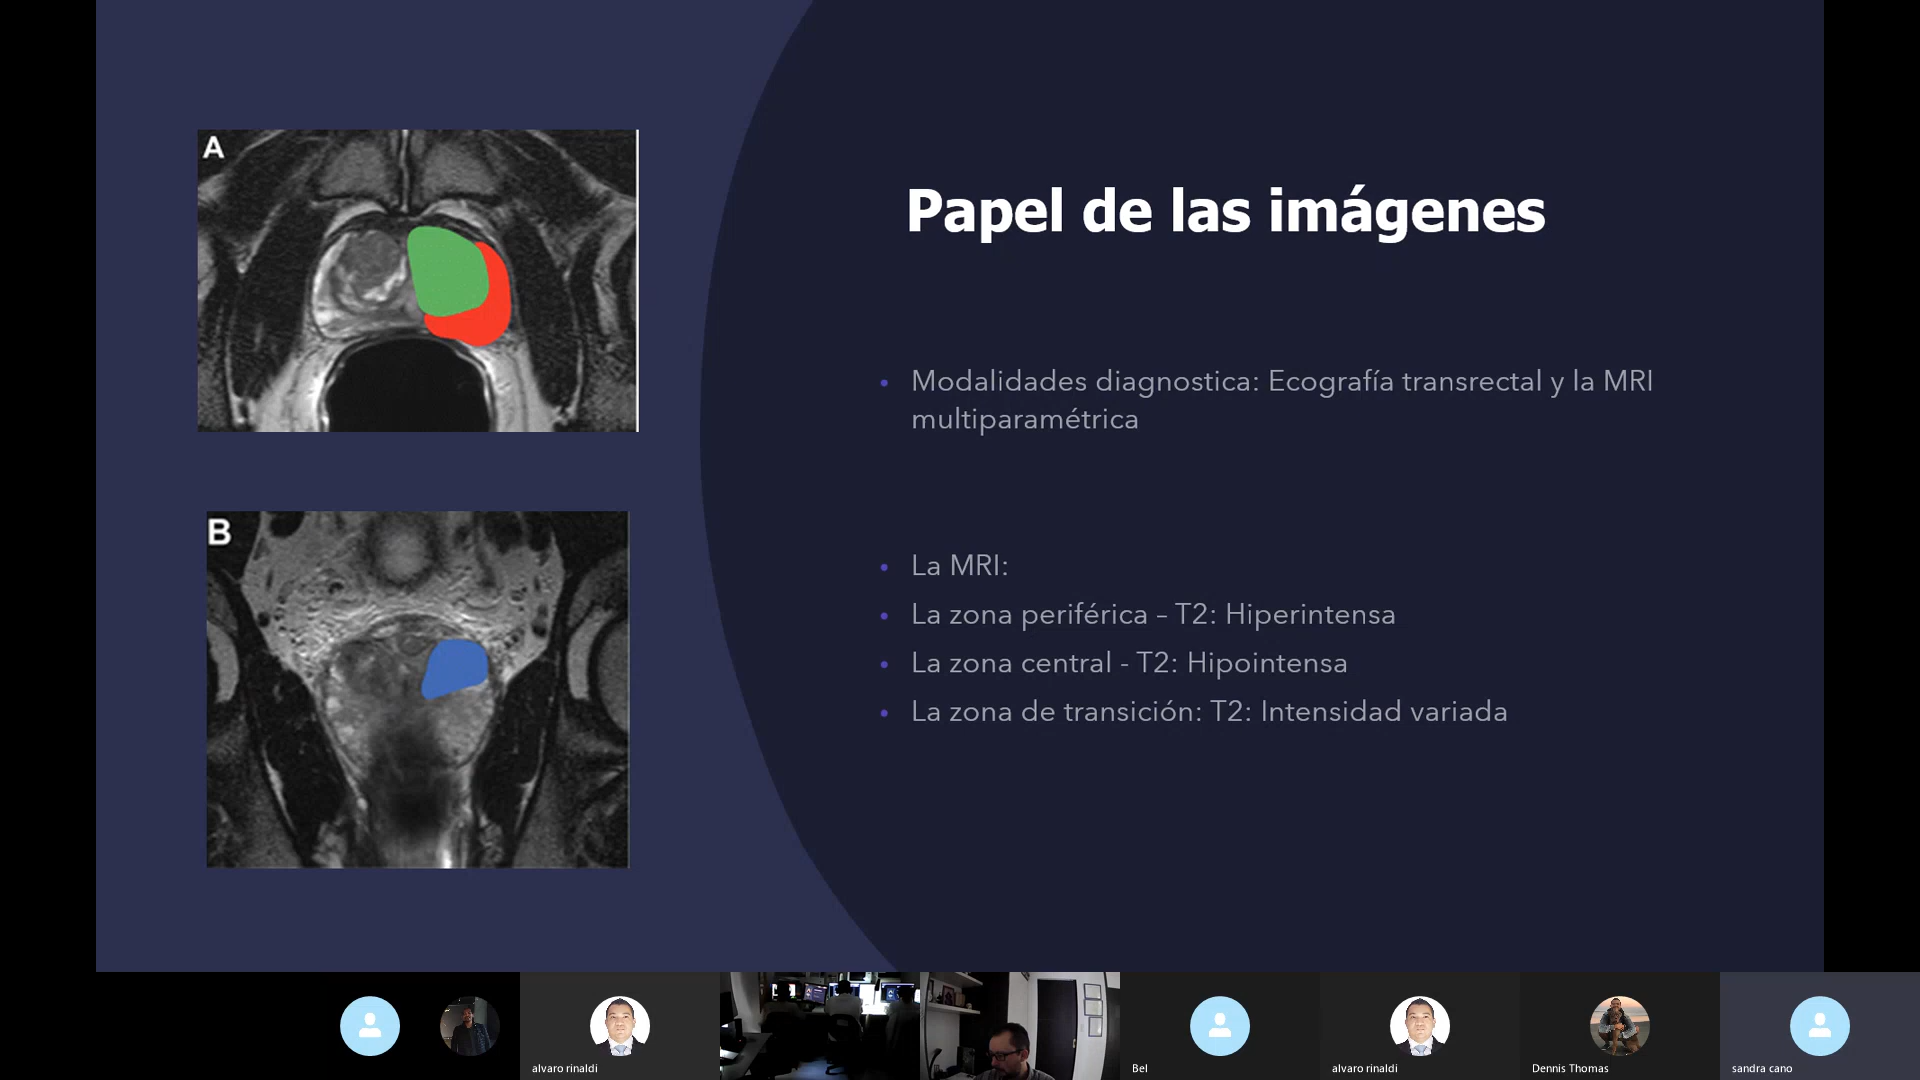 A
Papel de las imágenes
• Modalidades diagnostica: Ecografía transrectal y la MRI
multiparamétrica
B
• La MRI:
• La zona periférica – T2: Hiperintensa
• La zona central - T2: Hipointensa
• La zona de transición: T2: Intensidad variada
alvaro rinaldi
Bel
alvaro rinaldi
Dennis Thomas
sandra cano